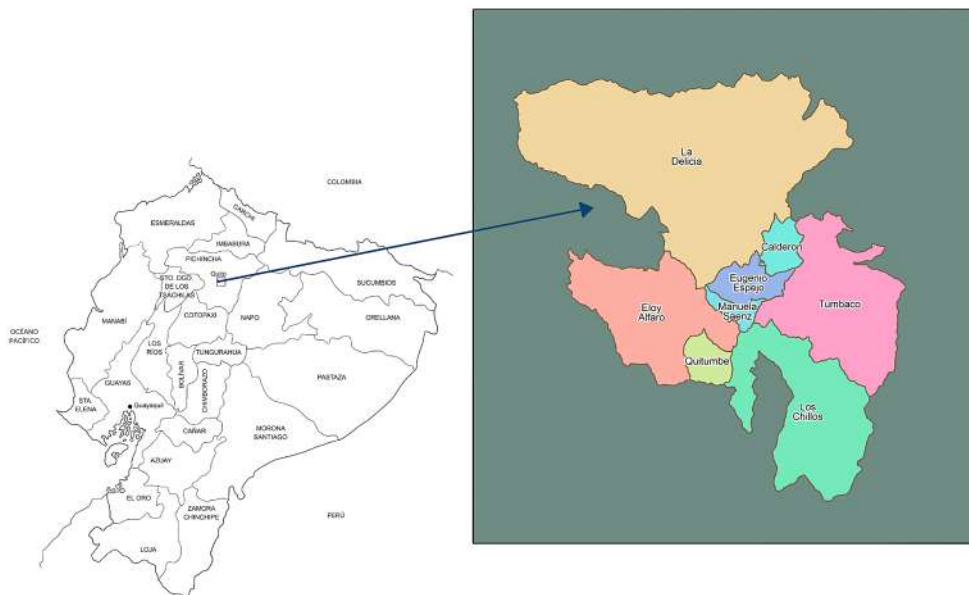 COLOMBIA
CARCHI
ESMERALDAS
IMBABURA
PICHINCHA
Quito
STO. DGO.
DE LOS
TSÁCHILAS
SUCUMBIOS
ORELLANA
COTOPAXI
NAPO
MANABÍ
OCÉANO
PACÍFICO
LOS
RÍOS
TUNGURAHUA
BOLÍVAR
CHIMBORAZO
PASTAZA
GUAYAS
STA.
ELENA
Guayaquil
MORONA
SANTIAGO
CAÑAR
AZUAY
EL ORO
ZAMORA
CHINCHIPE
PERÚ
LOJA
La
Delicia
Calderon
Eugenio
Espejo
Tumbaco
Manuela
Saenz
Eloy
Alfaro
Quitumbe
Los
Chillos